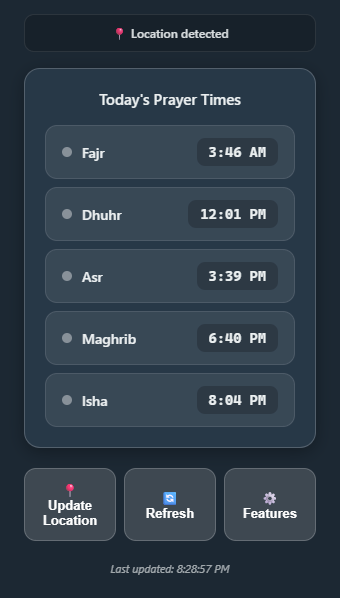 📍 Location detected
Today's Prayer Times
Fajr 3:46 AM
Dhuhr 12:01 PM
Asr 3:39 PM
Maghrib 6:40 PM
Isha 8:04 PM
📍
Update
Location
🔄
Refresh
⚙️
Features
Last updated: 8:28:57 PM